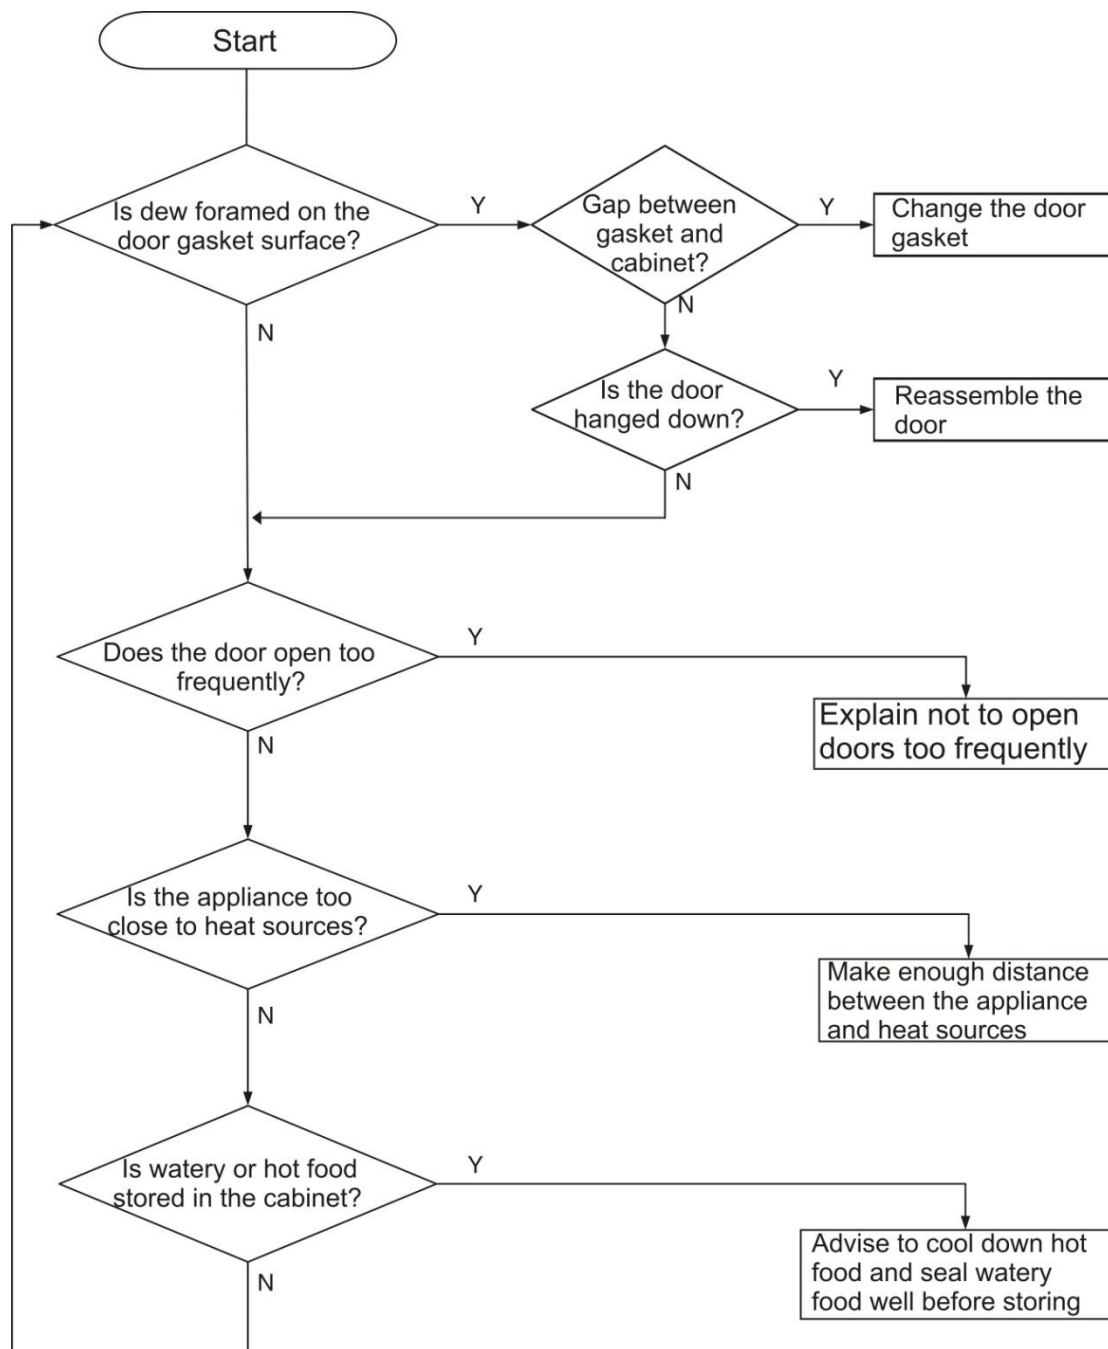 Start
Is dew foramed on the
door gasket surface?
Y
Gap between
gasket and
cabinet?
Y
Change the door
gasket
N
N
Is the door
hanged down?
Y
Reassemble the
door
N
Does the door open too
frequently?
Y
Explain not to open
doors too frequently
N
Is the appliance too
close to heat sources?
Y
Make enough distance
between the appliance
and heat sources
N
Is watery or hot food
stored in the cabinet?
Y
Advise to cool down hot
food and seal watery
food well before storing
N